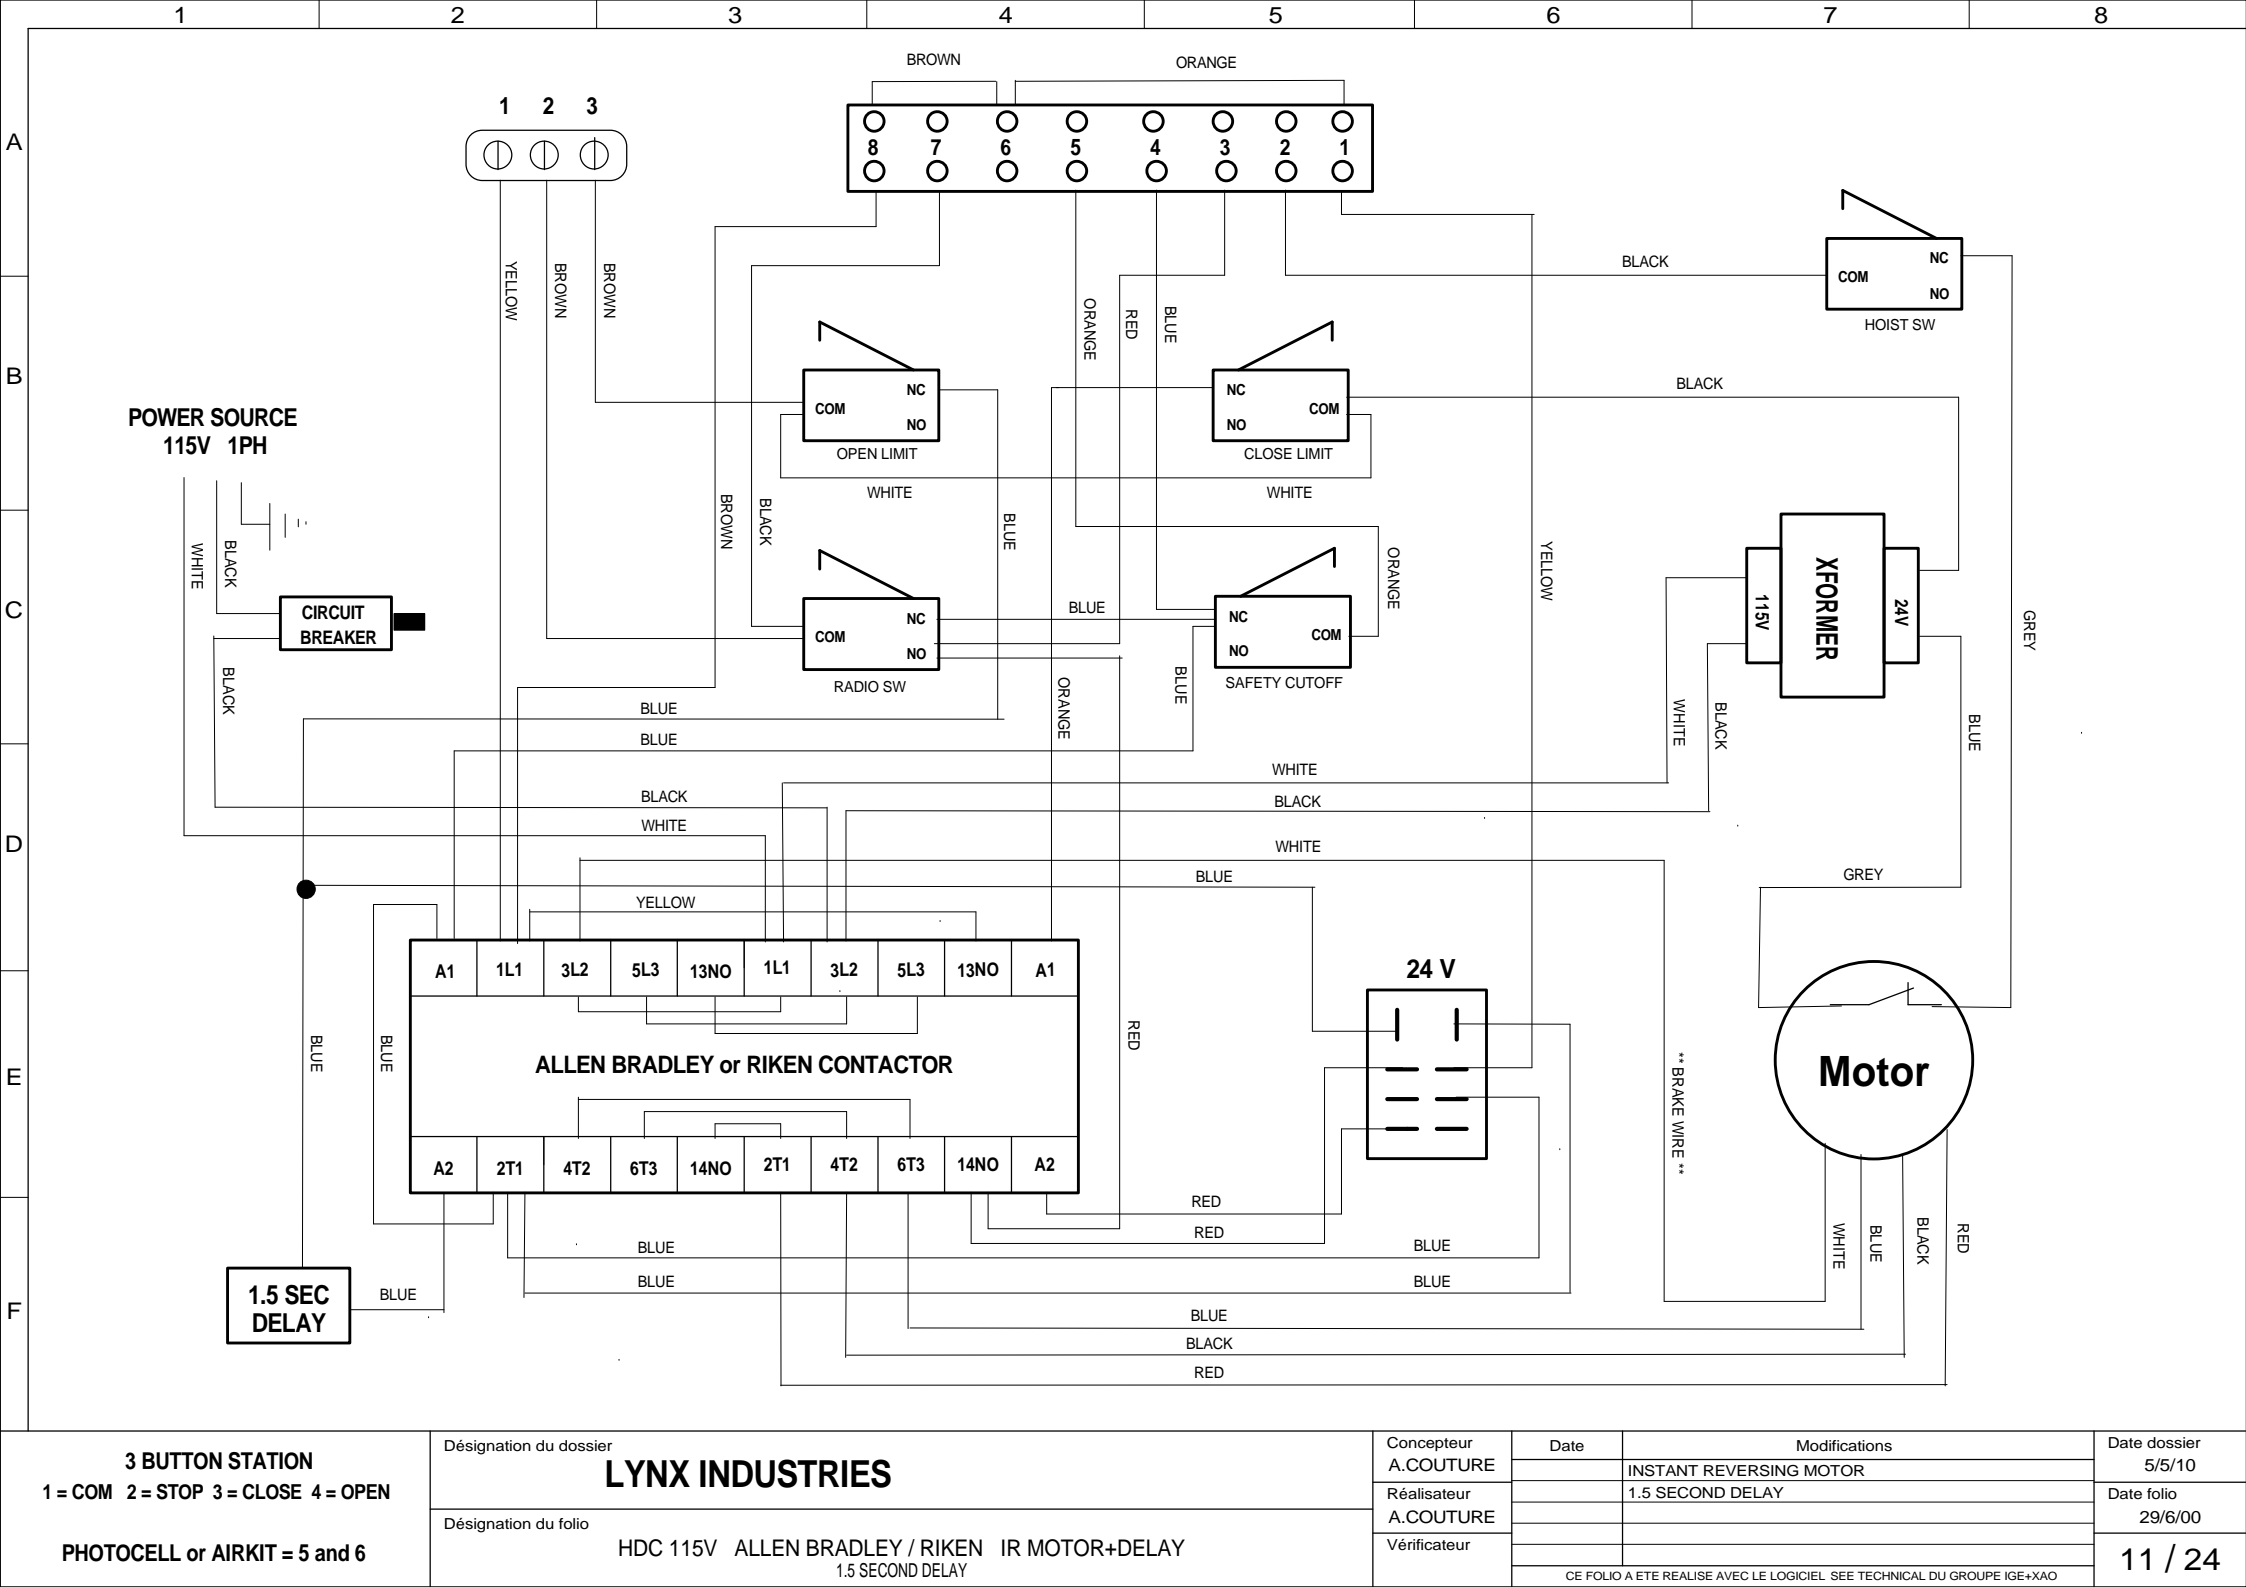 1 2 3 4 5 6 7 8
A
B
C
D
E
F
BROWN
ORANGE
1 2 3
8 7 6 5 4 3 2 1
YELLOW
BROWN
BROWN
ORANGE
RED
BLUE
BLACK
COM
NC
NO
HOIST SW
COM
NC
NO
OPEN LIMIT
NC
NO
COM
CLOSE LIMIT
BLACK
WHITE
WHITE
POWER SOURCE
115V 1PH
WHITE
BLACK
CIRCUIT
BREAKER
BLACK
BROWN
BLACK
BLUE
COM
NC
NO
RADIO SW
BLUE
NC
NO
COM
SAFETY CUTOFF
ORANGE
YELLOW
115V
XFORMER
24V
GREY
BLUE
BLUE
ORANGE
BLUE
WHITE
BLACK
BLUE
WHITE
BLACK
BLACK
WHITE
WHITE
BLUE
GREY
YELLOW
A1 1L1 3L2 5L3 13NO 1L1 3L2 5L3 13NO A1
ALLEN BRADLEY or RIKEN CONTACTOR
A2 2T1 4T2 6T3 14NO 2T1 4T2 6T3 14NO A2
BLUE
BLUE
RED
24 V
** BRAKE WIRE **
Motor
WHITE
BLUE
BLACK
RED
RED
RED
BLUE
BLUE
BLUE
BLUE
1.5 SEC
DELAY
BLUE
BLUE
BLACK
RED
3 BUTTON STATION
1 = COM 2 = STOP 3 = CLOSE 4 = OPEN
PHOTOCELL or AIRKIT = 5 and 6
Désignation du dossier
LYNX INDUSTRIES
Désignation du folio
HDC 115V ALLEN BRADLEY / RIKEN IR MOTOR+DELAY
1.5 SECOND DELAY
Concepteur
A.COUTURE
Réalisateur
A.COUTURE
Vérificateur
Date
Modifications
INSTANT REVERSING MOTOR
1.5 SECOND DELAY
CE FOLIO A ETE REALISE AVEC LE LOGICIEL SEE TECHNICAL DU GROUPE IGE+XAO
Date dossier
5/5/10
Date folio
29/6/00
11 / 24